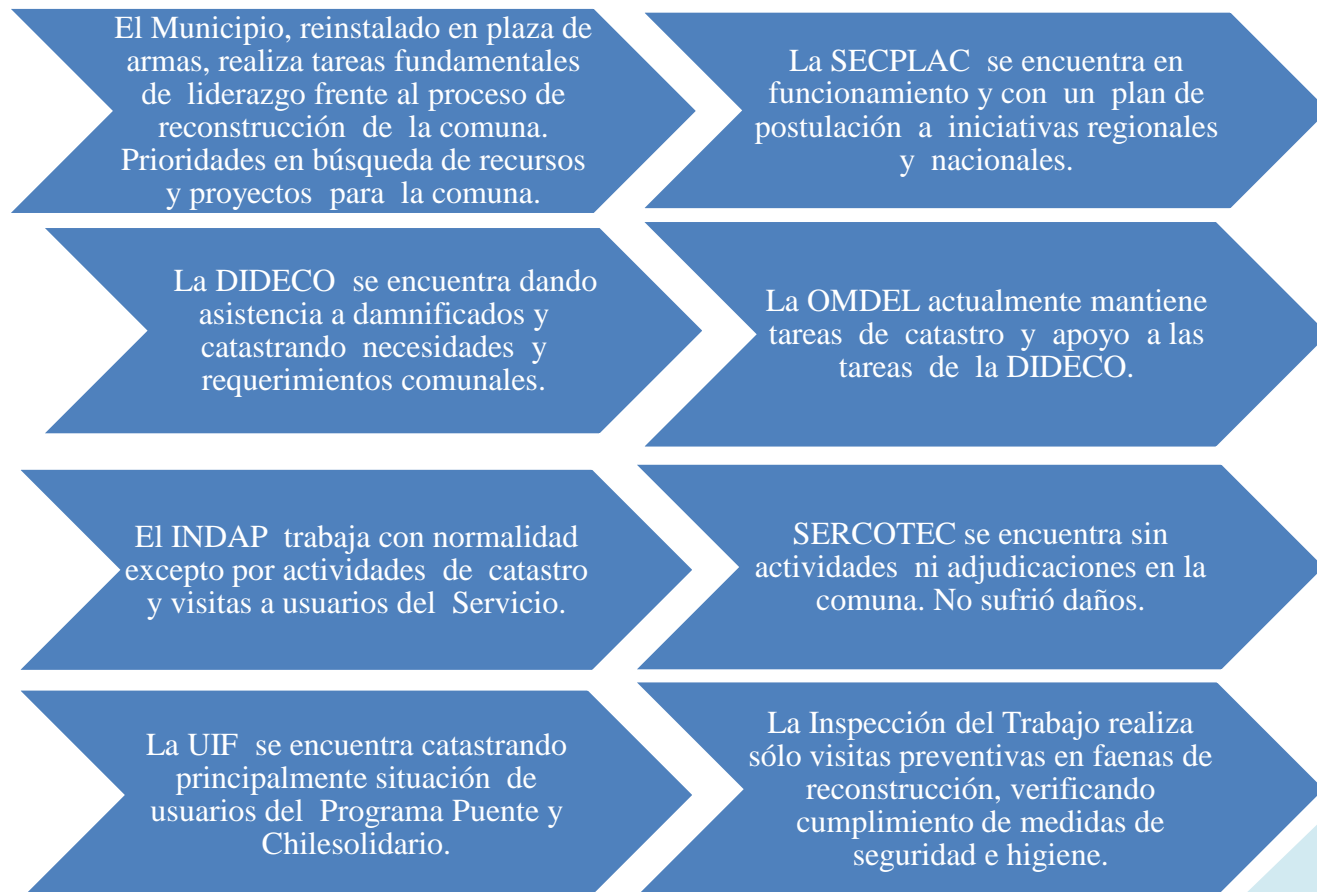 El Municipio, reinstalado en plaza de
armas, realiza tareas fundamentales
de liderazgo frente al proceso de
reconstrucción de la comuna.
Prioridades en búsqueda de recursos
y proyectos para la comuna.
La SECPLAC se encuentra en
funcionamiento y con un plan de
postulación a iniciativas regionales
y nacionales.
La DIDECO se encuentra dando
asistencia a damnificados y
catastrando necesidades y
requerimientos comunales.
La OMDEL actualmente mantiene
tareas de catastro y apoyo a las
tareas de la DIDECO.
El INDAP trabaja con normalidad
excepto por actividades de catastro
y visitas a usuarios del Servicio.
SERCOTEC se encuentra sin
actividades ni adjudicaciones en la
comuna. No sufrió daños.
La UIF se encuentra catastrando
principalmente situación de
usuarios del Programa Puente y
Chilesolidario.
La Inspección del Trabajo realiza
sólo visitas preventivas en faenas de
reconstrucción, verificando
cumplimiento de medidas de
seguridad e higiene.